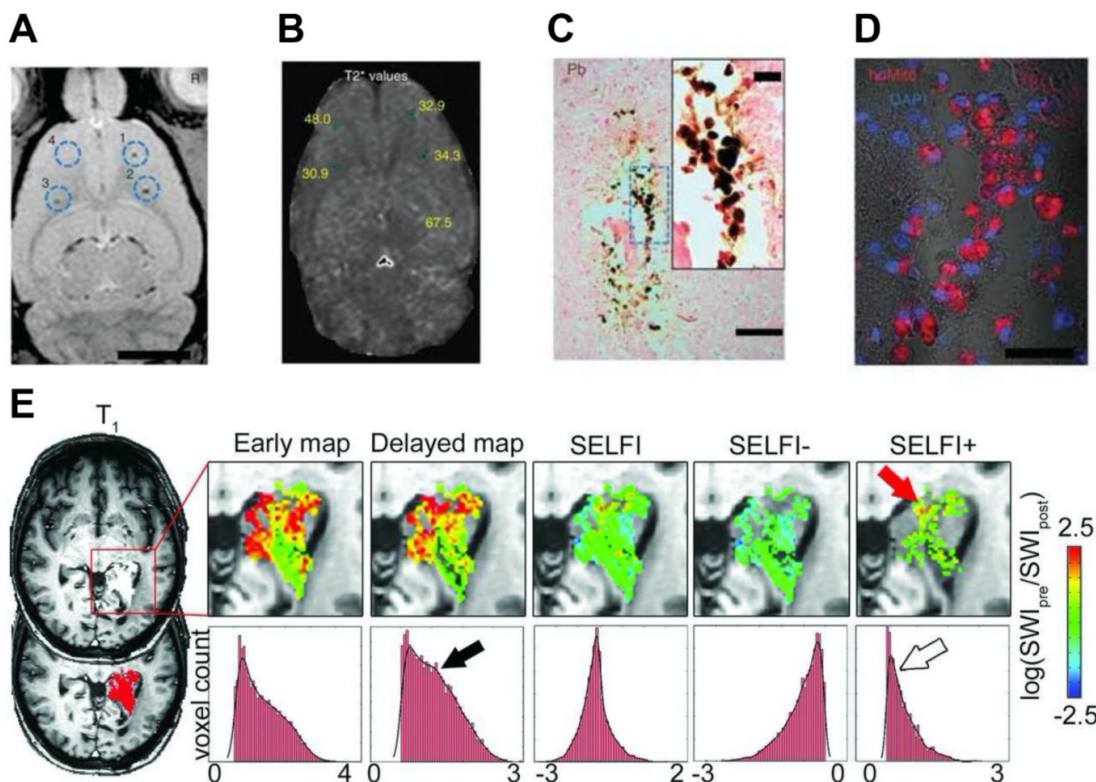 A
B
C
D
R
4
1
2
3
T2* values
48.0
32.9
30.9
34.3
67.5
Pb
huMito
DAPI
E
T1
Early map
Delayed map
SELFI
SELFI-
SELFI+
voxel count
0
4
0
3
-3
2
-3
0
0
3
log(SWIpre/SWIpost)
2.5
-2.5